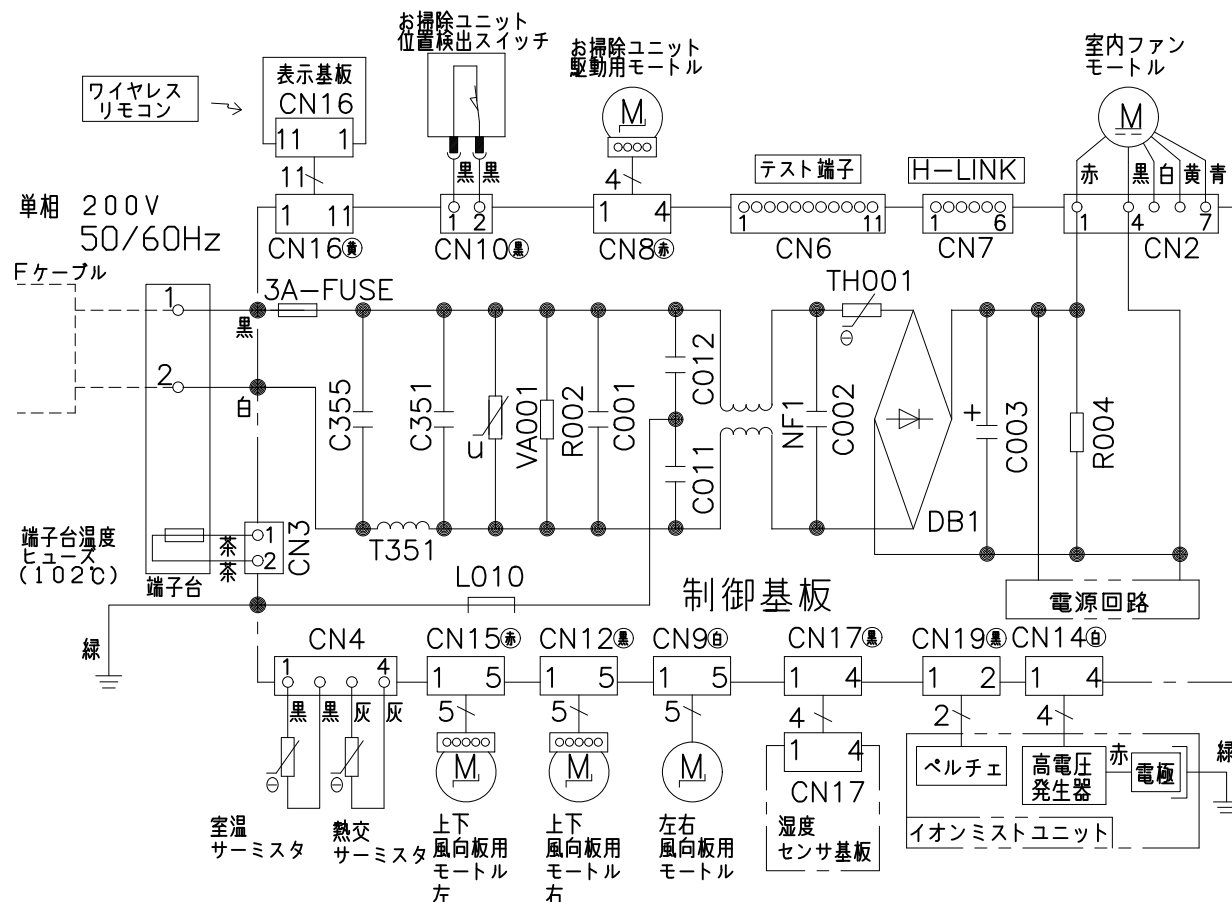 お掃除ユニット
位置検出スイッチ
お掃除ユニット
駆動用モートル
室内ファン
モートル
ワイヤレス
リモコン
表示基板
CN16
11 1
11
黒 黒
4
テスト端子
H-LINK
赤 黒 白 黄 青
単相 200V
50/60Hz
1 11
CN16黄
1 2
CN10黒
1 4
CN8赤
1 11
CN6
1 6
CN7
1 4 7
CN2
Fケーブル
1
2
黒
白
3A-FUSE
TH001
C355
C351
u
VA001
R002
C001
C012
C011
NF1
C002
DB1
+
C003
R004
T351
端子台温度
ヒューズ
(102℃)
茶
茶
1
2
CN3
端子台
L010
制御基板
電源回路
緑
CN4
1 4
黒 黒 灰 灰
CN15赤
1 5
5
CN12黒
1 5
5
CN9白
1 5
5
CN17黒
1 4
4
1 4
CN17
CN19黒
1 2
2
CN14白
1 4
4
ペルチェ
高電圧
発生器
赤
電極
緑
イオンミストユニット
室温
サーミスタ
熱交
サーミスタ
M
上下
風向板用
モートル
左
M
上下
風向板用
モートル
右
M
左右
風向板用
モートル
湿度
センサ基板
M
M